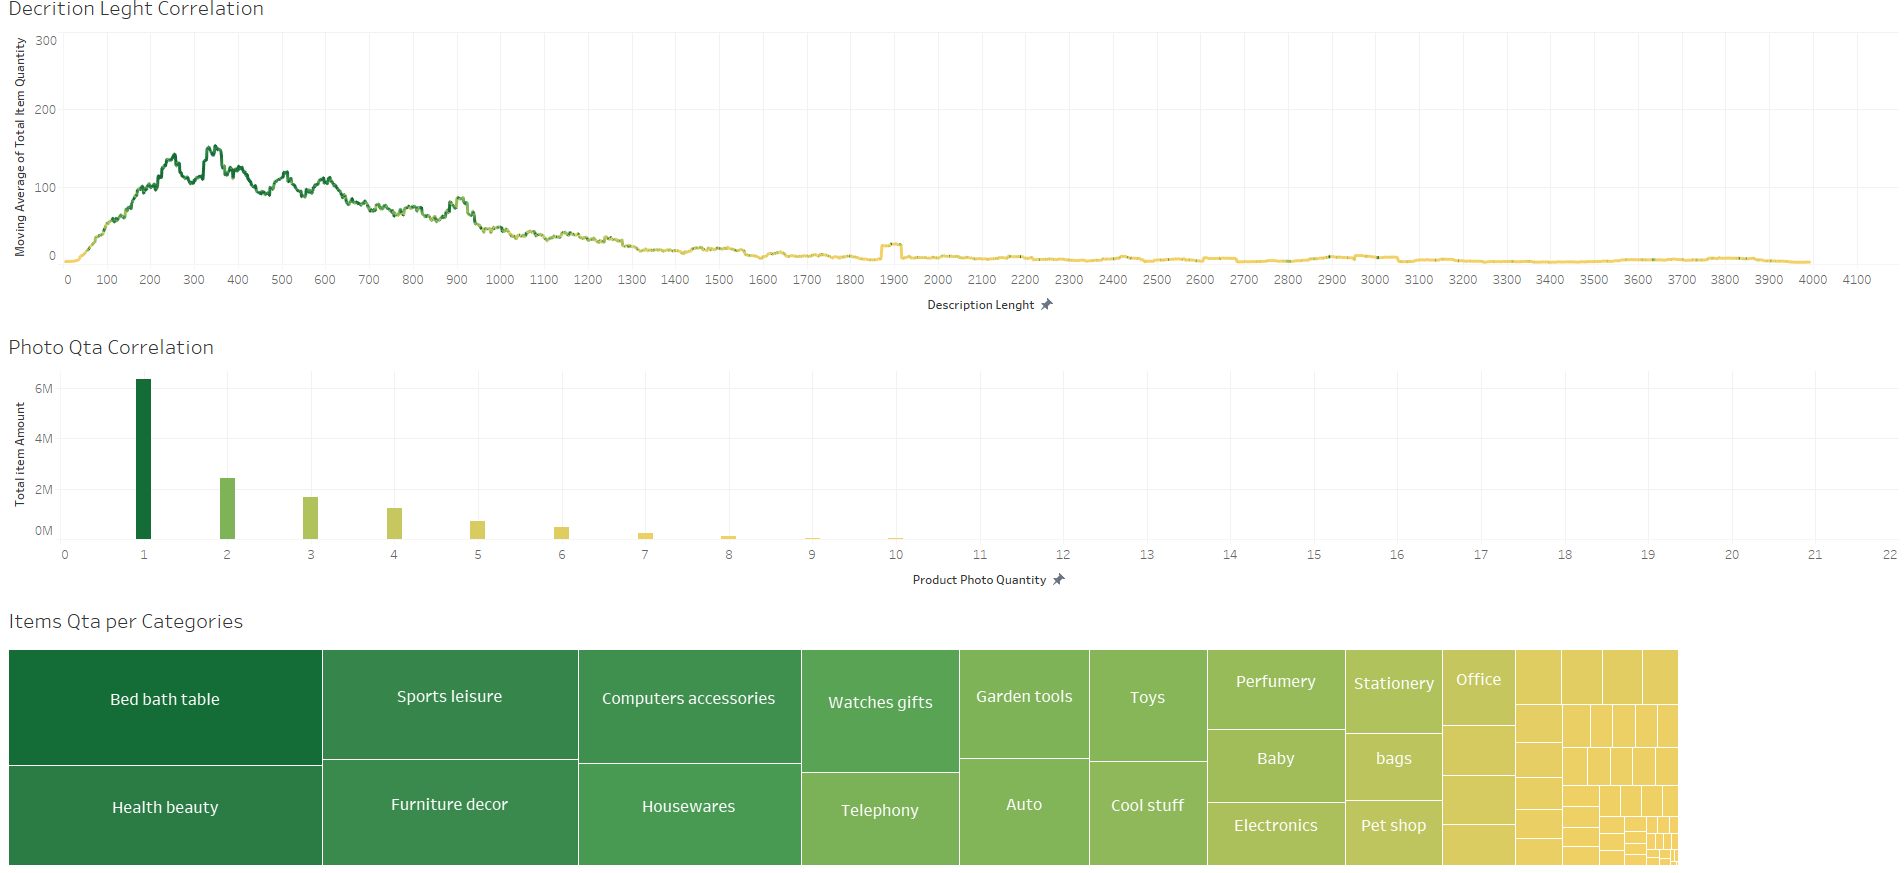 Decrition Leght Correlation
Moving Average of Total Item Quantity
300
200
100
0
0 100 200 300 400 500 600 700 800 900 1000 1100 1200 1300 1400 1500 1600 1700 1800 1900 2000 2100 2200 2300 2400 2500 2600 2700 2800 2900 3000 3100 3200 3300 3400 3500 3600 3700 3800 3900 4000 4100
Description Lenght
Photo Qta Correlation
Total item Amount
6M
4M
2M
0M
0 1 2 3 4 5 6 7 8 9 10 11 12 13 14 15 16 17 18 19 20 21 22
Product Photo Quantity
Items Qta per Categories
Bed bath table
Health beauty
Sports leisure
Furniture decor
Computers accessories
Housewares
Watches gifts
Telephony
Garden tools
Auto
Toys
Cool stuff
Perfumery
Baby
Electronics
Stationery
bags
Pet shop
Office